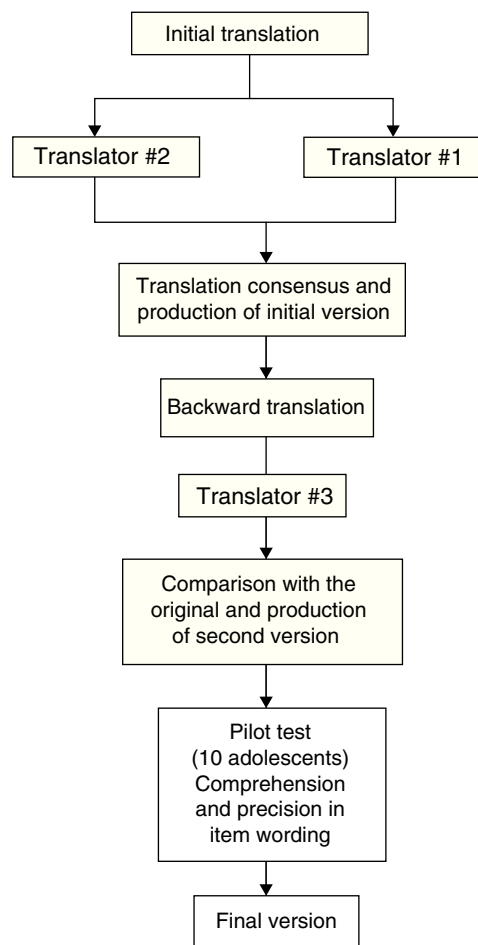 Initial translation
Translator #2
Translator #1
Translation consensus and
production of initial version
Backward translation
Translator #3
Comparison with the
original and production
of second version
Pilot test
(10 adolescents)
Comprehension
and precision in
item wording
Final version